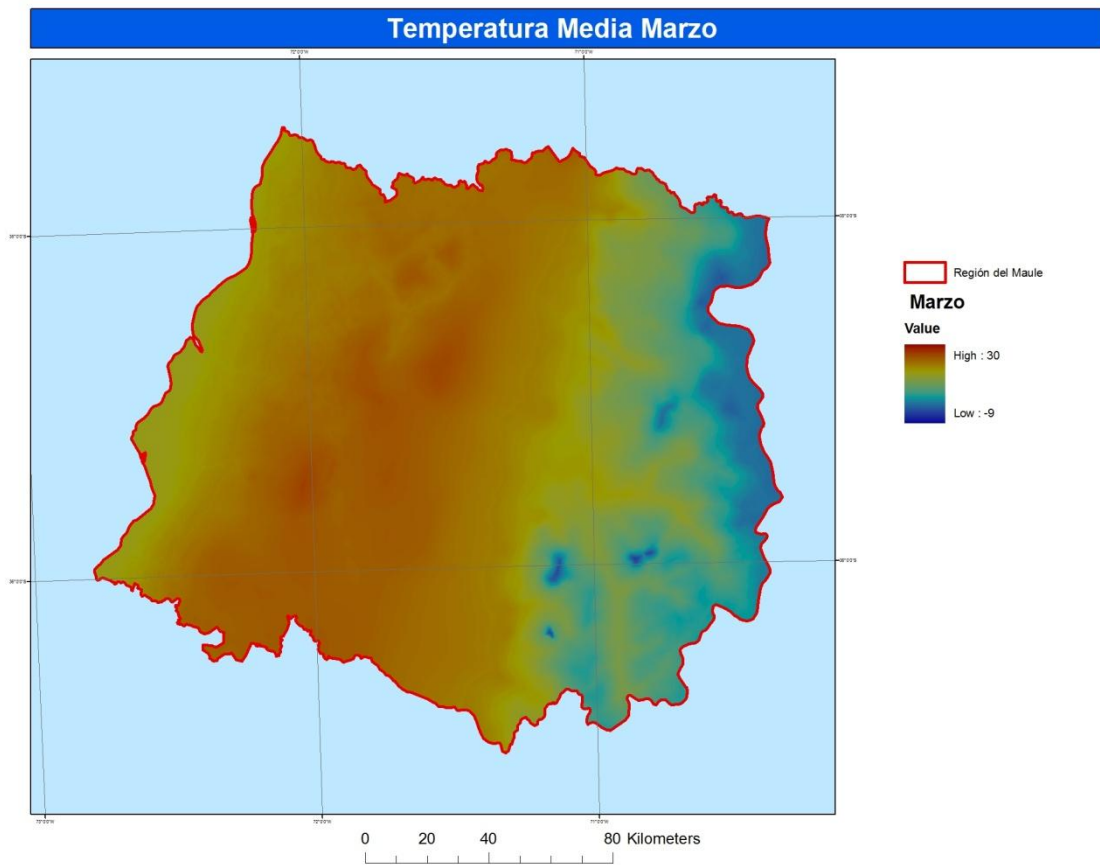 Temperatura Media Marzo
Región del Maule
Marzo
Value
High : 30
Low : -9
0 20 40 80 Kilometers